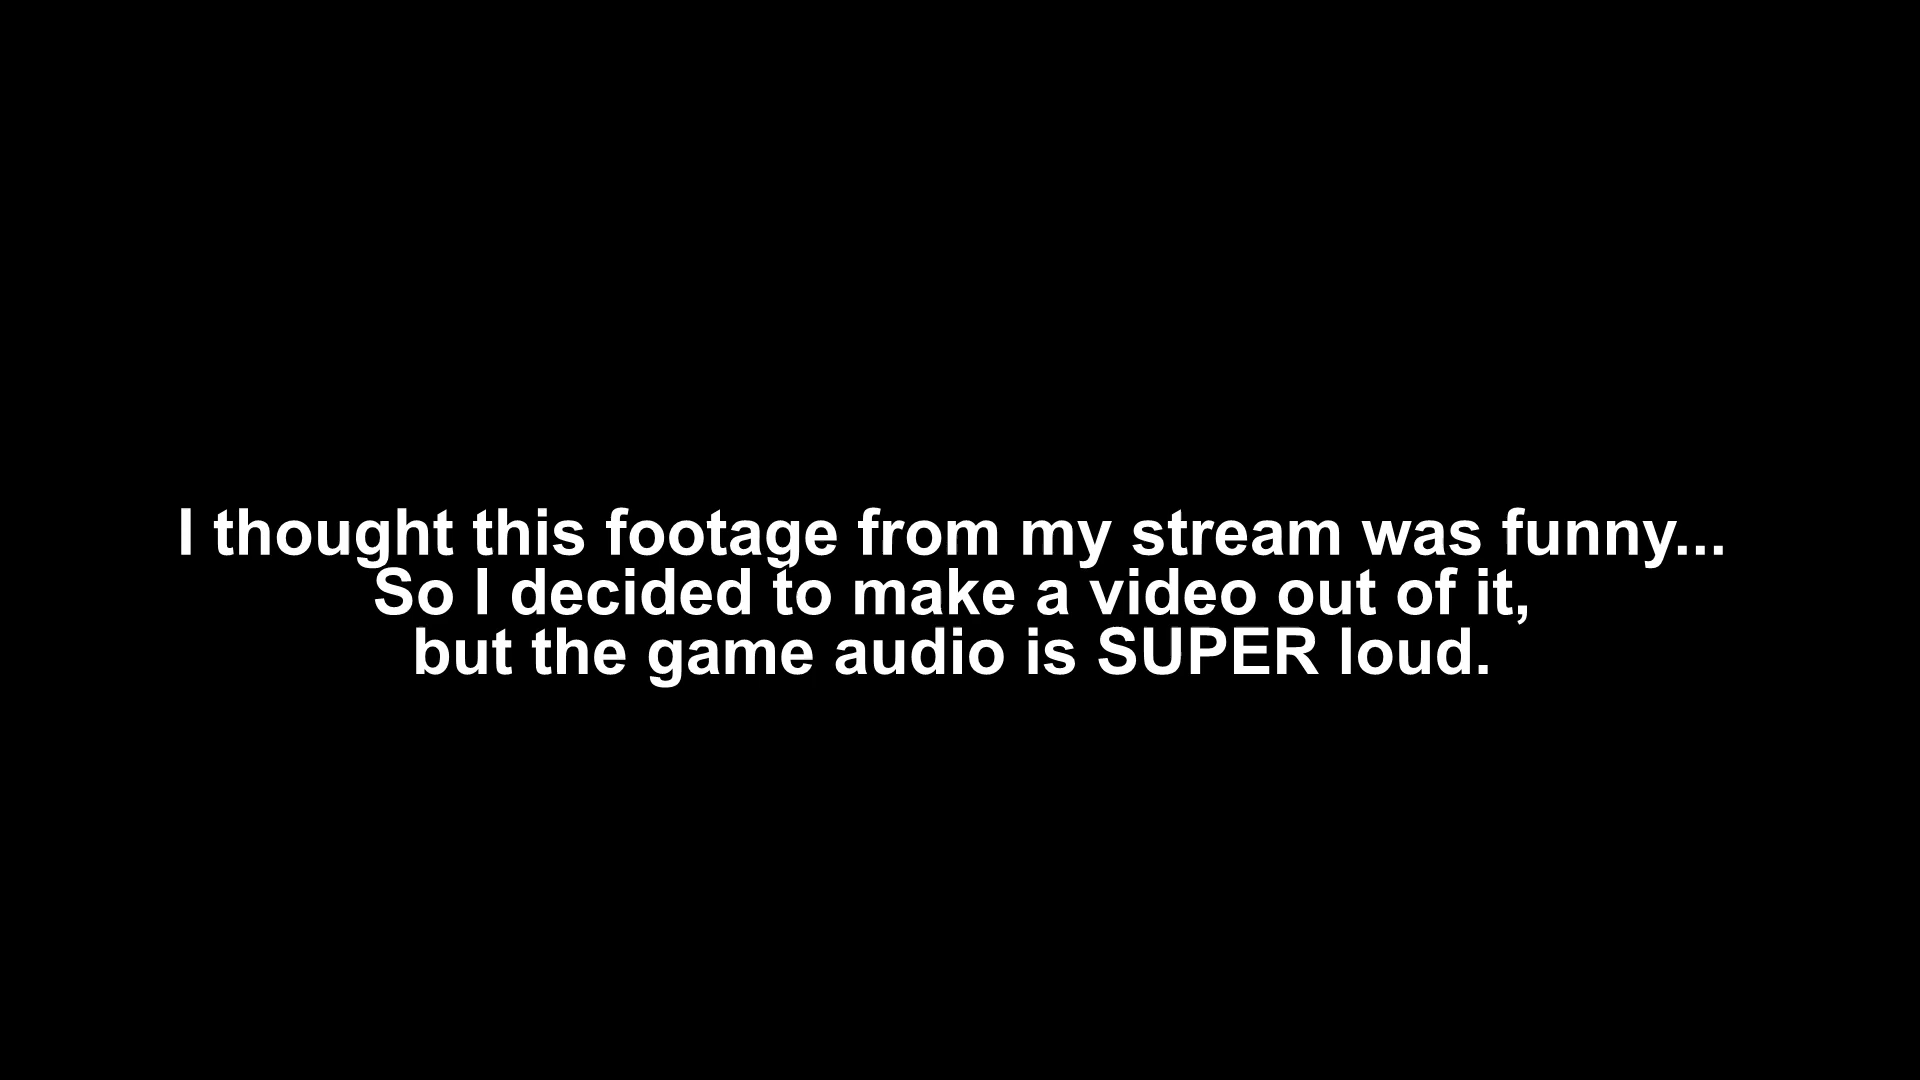 I thought this footage from my stream was funny...
So I decided to make a video out of it,
but the game audio is SUPER loud.